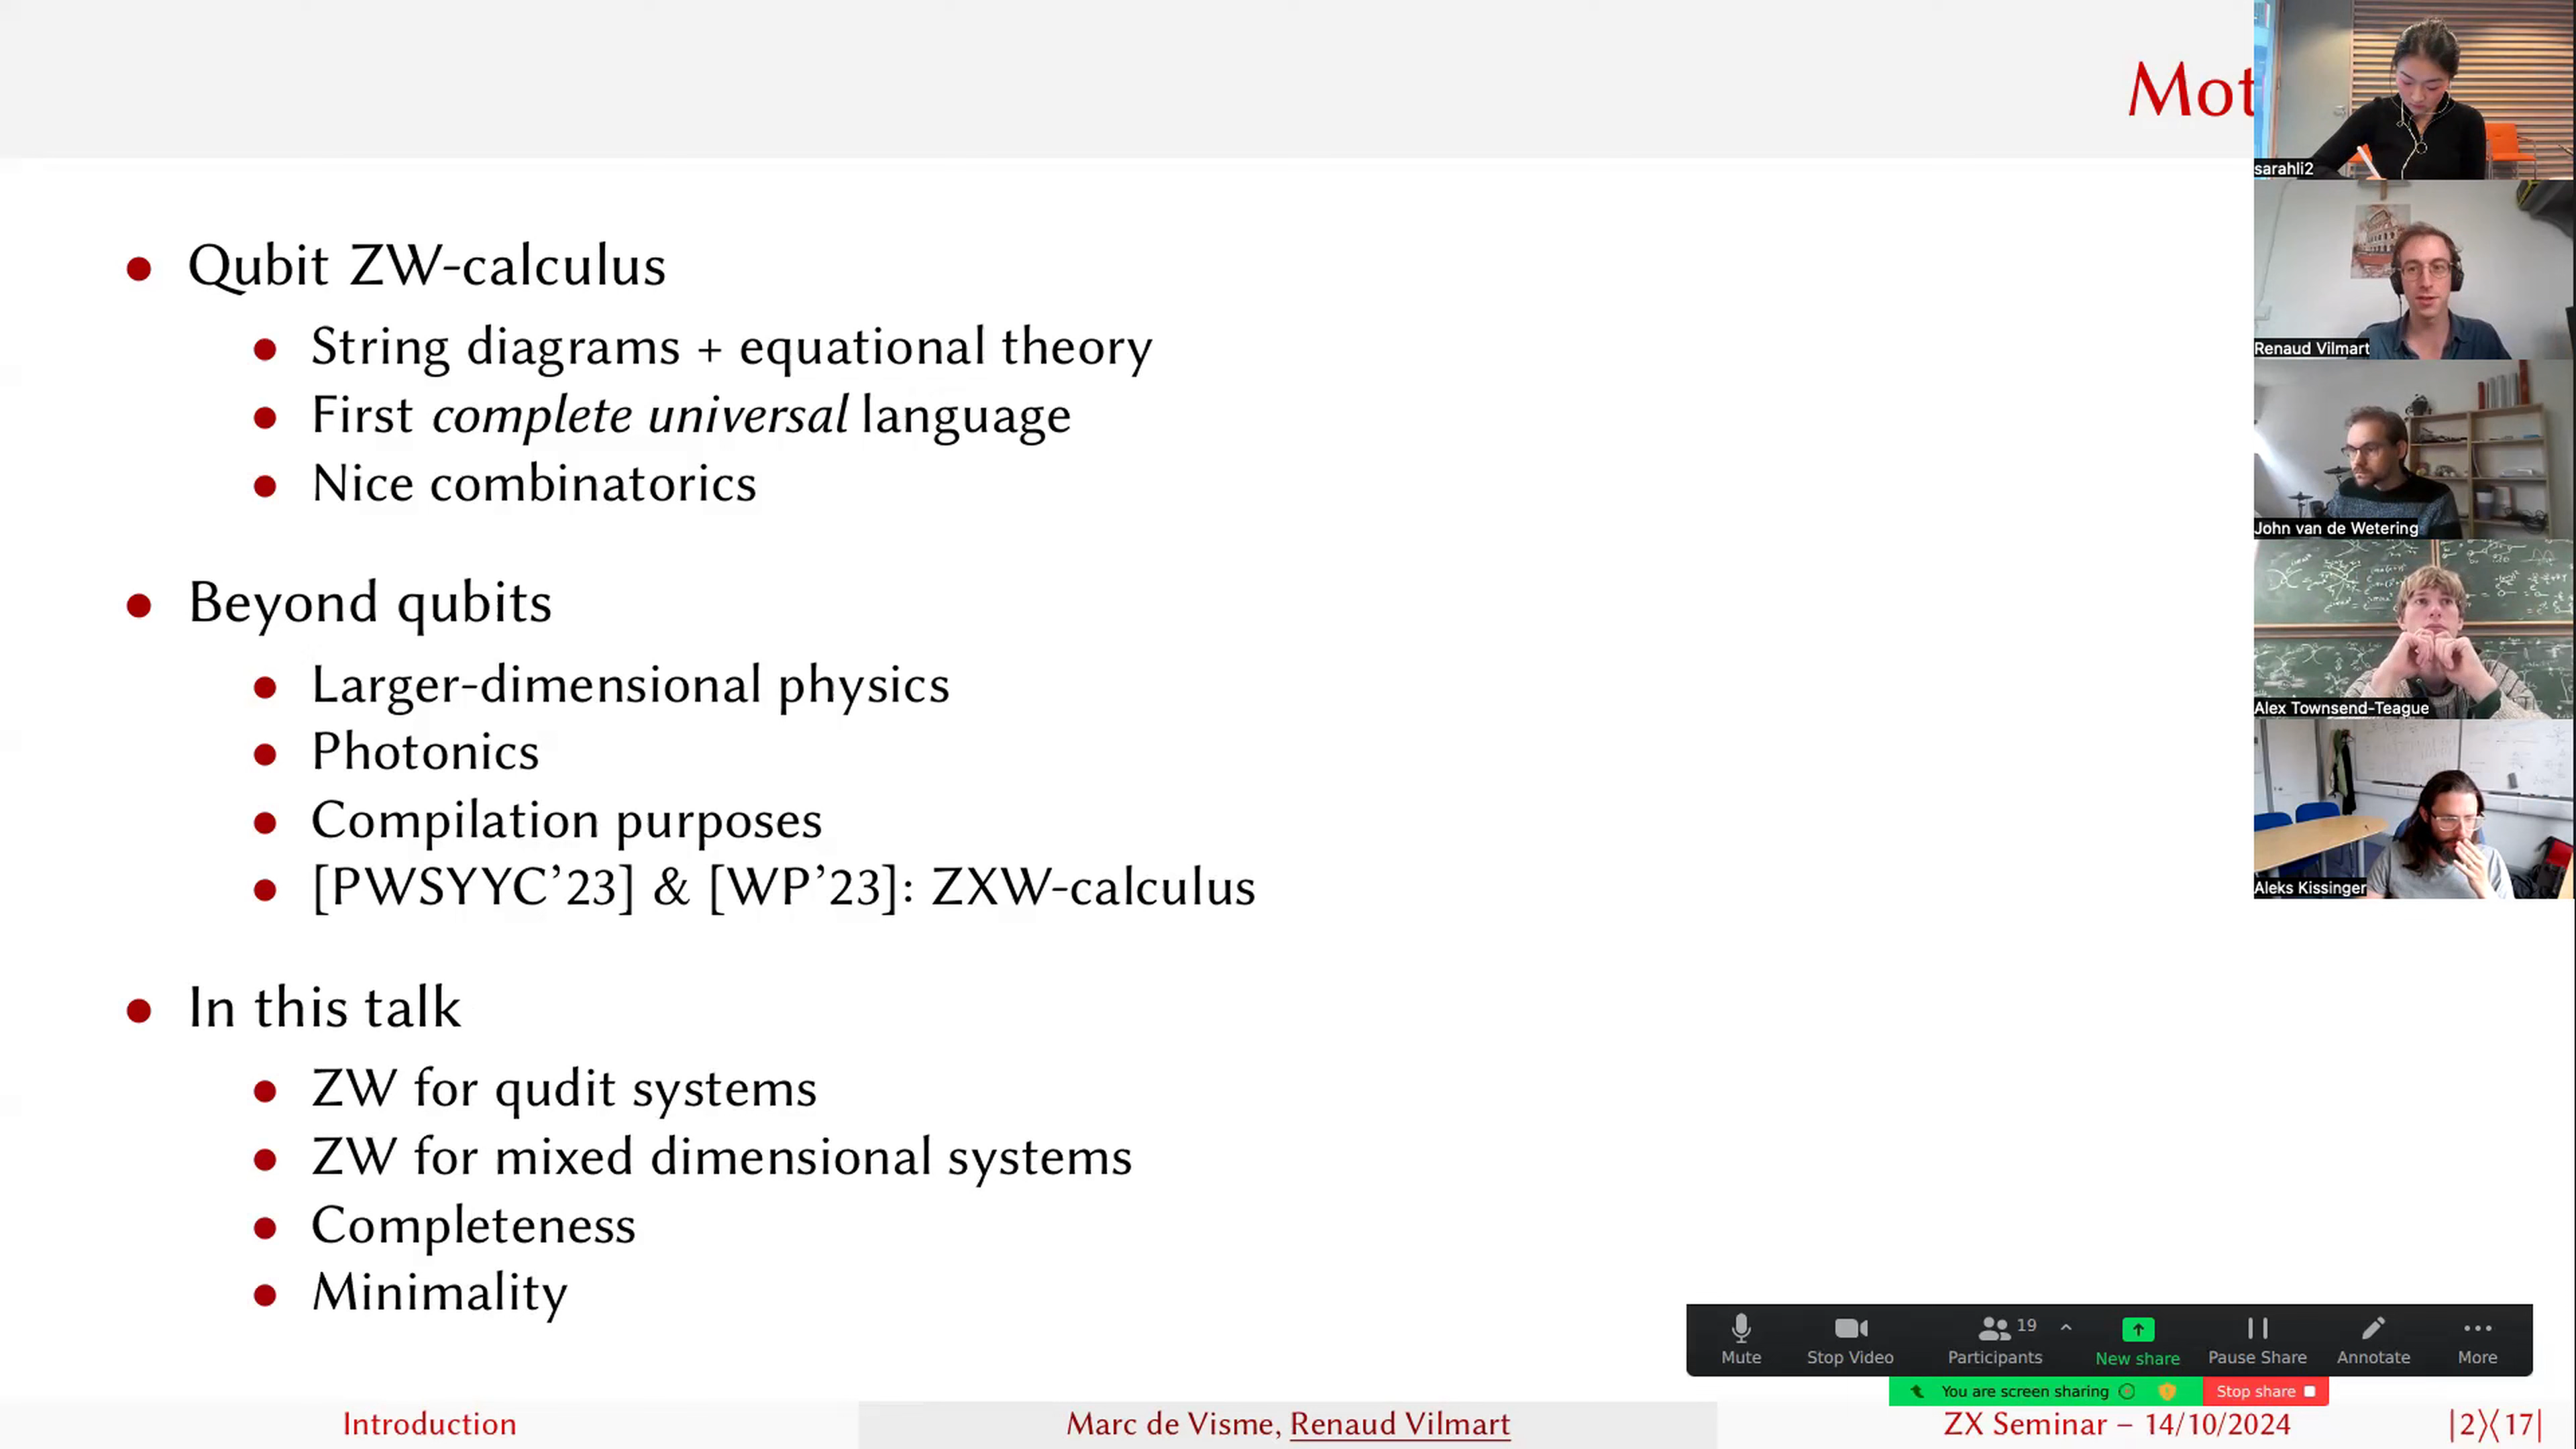 Mot
• Qubit ZW-calculus
• String diagrams + equational theory
• First complete universal language
• Nice combinatorics
• Beyond qubits
• Larger-dimensional physics
• Photonics
• Compilation purposes
• [PWSYYC’23] & [WP’23]: ZXW-calculus
• In this talk
• ZW for qudit systems
• ZW for mixed dimensional systems
• Completeness
• Minimality
sarahli2
Renaud Vilmart
John van de Wetering
Alex Townsend-Teague
Aleks Kissinger
Mute Stop Video Participants 19 New share Pause Share Annotate More
You are screen sharing Stop share
Introduction Marc de Visme, Renaud Vilmart ZX Seminar – 14/10/2024 |2⟩⟨17|